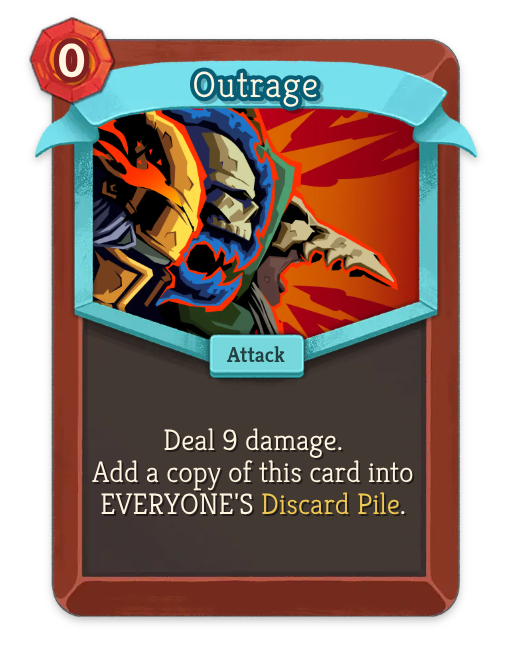 0
Outrage
Attack
Deal 9 damage.
Add a copy of this card into
EVERYONE'S Discard Pile.